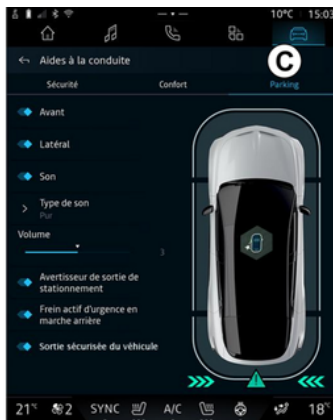 10°C 15:03
Aides à la conduite
C
Sécurité Confort Parking
Avant
Latéral
Son
Type de son
Pur
Volume
3
Avertisseur de sortie de
stationnement
Frein actif d'urgence en
marche arrière
Sortie sécurisée du véhicule
21° 2 SYNC A/C 18°